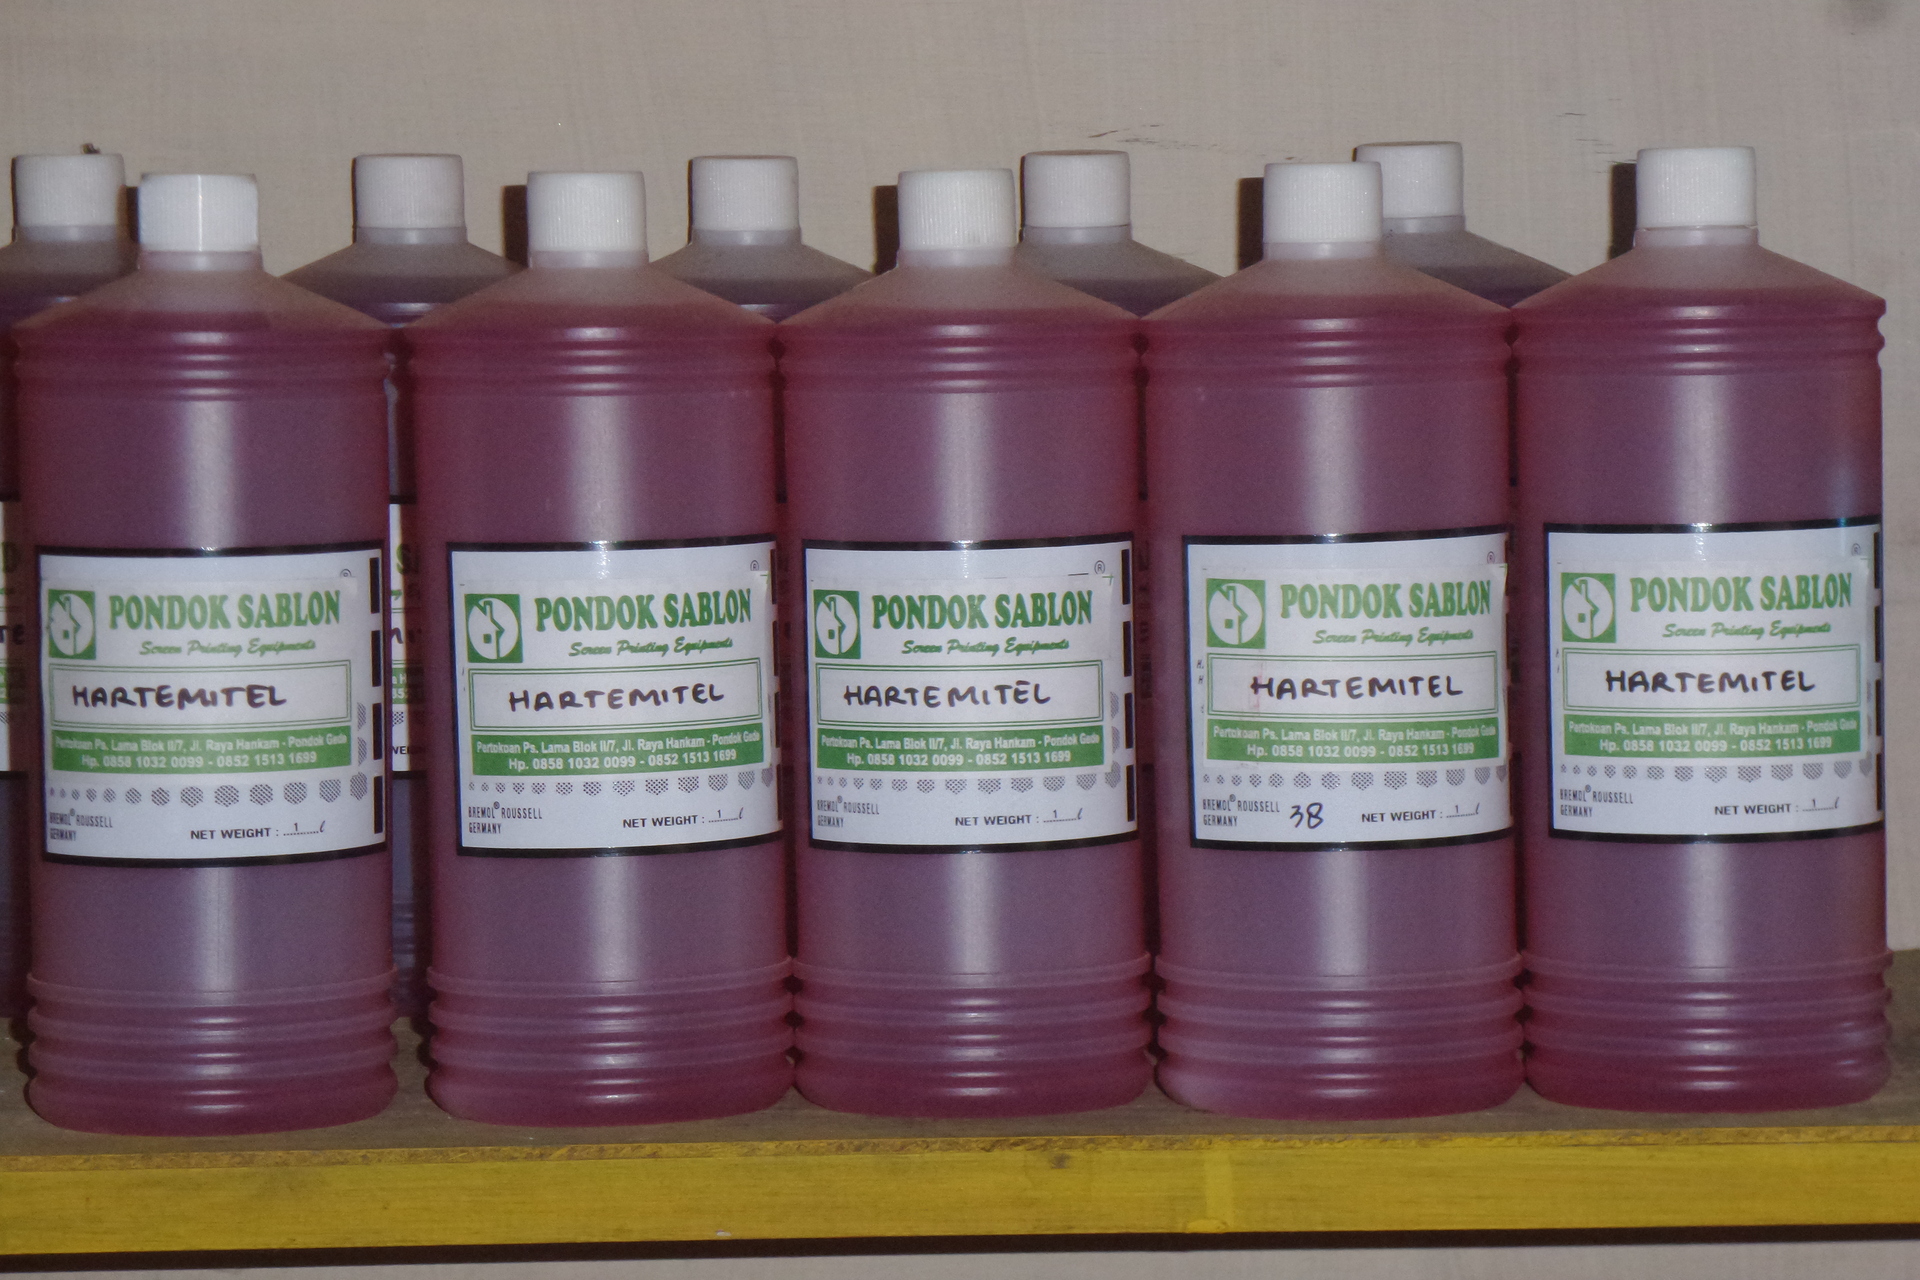 PONDOK SABLON
Screen Printing Equipments
HARTEMITEL
Pertokoan Ps. Lama Blok II/7, Jl. Raya Hankam - Pondok Gede
Hp. 0858 1032 0099 - 0852 1513 1699
BREMOL® ROUSSELL
GERMANY
NET WEIGHT : ...1...ℓ
®
PONDOK SABLON
Screen Printing Equipments
HARTEMITEL
Pertokoan Ps. Lama Blok II/7, Jl. Raya Hankam - Pondok Gede
Hp. 0858 1032 0099 - 0852 1513 1699
BREMOL® ROUSSELL
GERMANY
NET WEIGHT : ...1...ℓ
®
PONDOK SABLON
Screen Printing Equipments
HARTEMITEL
Pertokoan Ps. Lama Blok II/7, Jl. Raya Hankam - Pondok Gede
Hp. 0858 1032 0099 - 0852 1513 1699
BREMOL® ROUSSELL
GERMANY
NET WEIGHT : ...1...ℓ
®
PONDOK SABLON
Screen Printing Equipments
HARTEMITEL
Pertokoan Ps. Lama Blok II/7, Jl. Raya Hankam - Pondok Gede
Hp. 0858 1032 0099 - 0852 1513 1699
BREMOL® ROUSSELL
GERMANY
38
NET WEIGHT : ...1...ℓ
®
PONDOK SABLON
Screen Printing Equipments
HARTEMITEL
Pertokoan Ps. Lama Blok II/7, Jl. Raya Hankam - Pondok Gede
Hp. 0858 1032 0099 - 0852 1513 1699
BREMOL® ROUSSELL
GERMANY
NET WEIGHT : ...1...ℓ